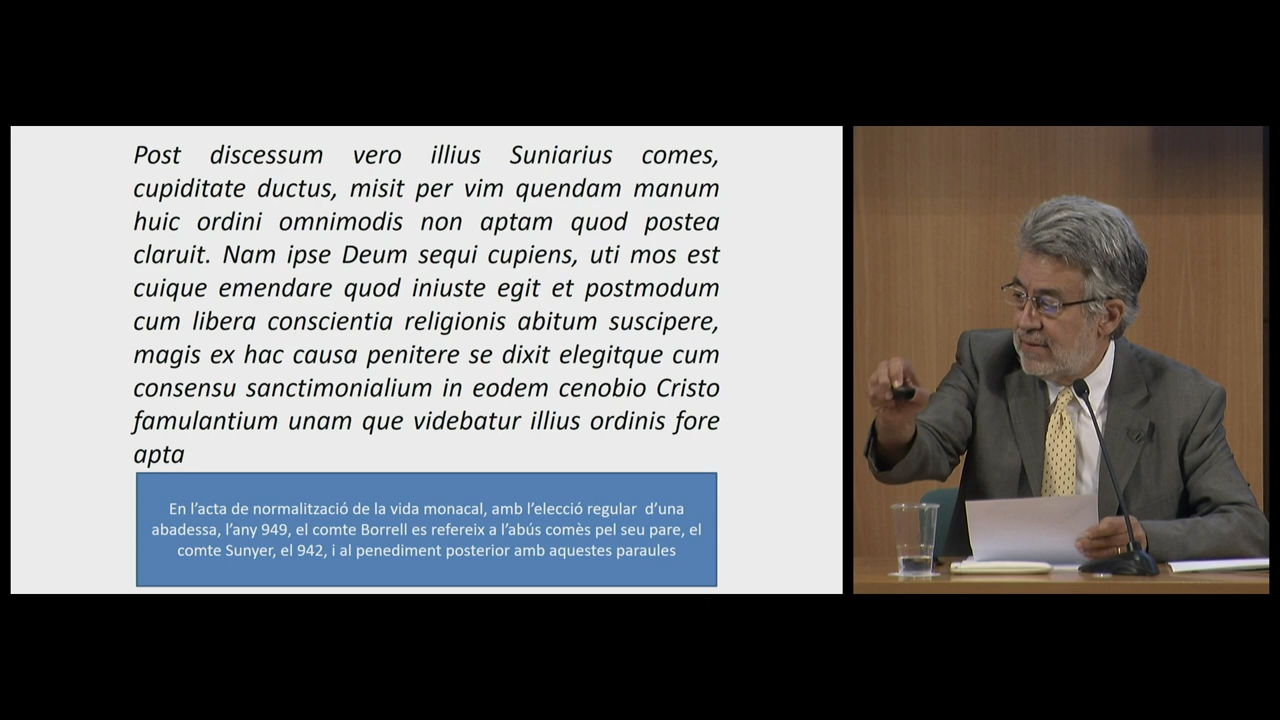 Post discessum vero illius Suniarius comes,
cupiditate ductus, misit per vim quendam manum
huic ordini omnimodis non aptam quod postea
claruit. Nam ipse Deum sequi cupiens, uti mos est
cuique emendare quod iniuste egit et postmodum
cum libera conscientia religionis abitum suscipere,
magis ex hac causa penitere se dixit elegitque cum
consensu sanctimonialium in eodem cenobio Cristo
famulantium unam que videbatur illius ordinis fore
apta
En l’acta de normalització de la vida monacal, amb l’elecció regular d’una
abadessa, l’any 949, el comte Borrell es refereix a l’abús comès pel seu pare, el
comte Sunyer, el 942, i al penediment posterior amb aquestes paraules